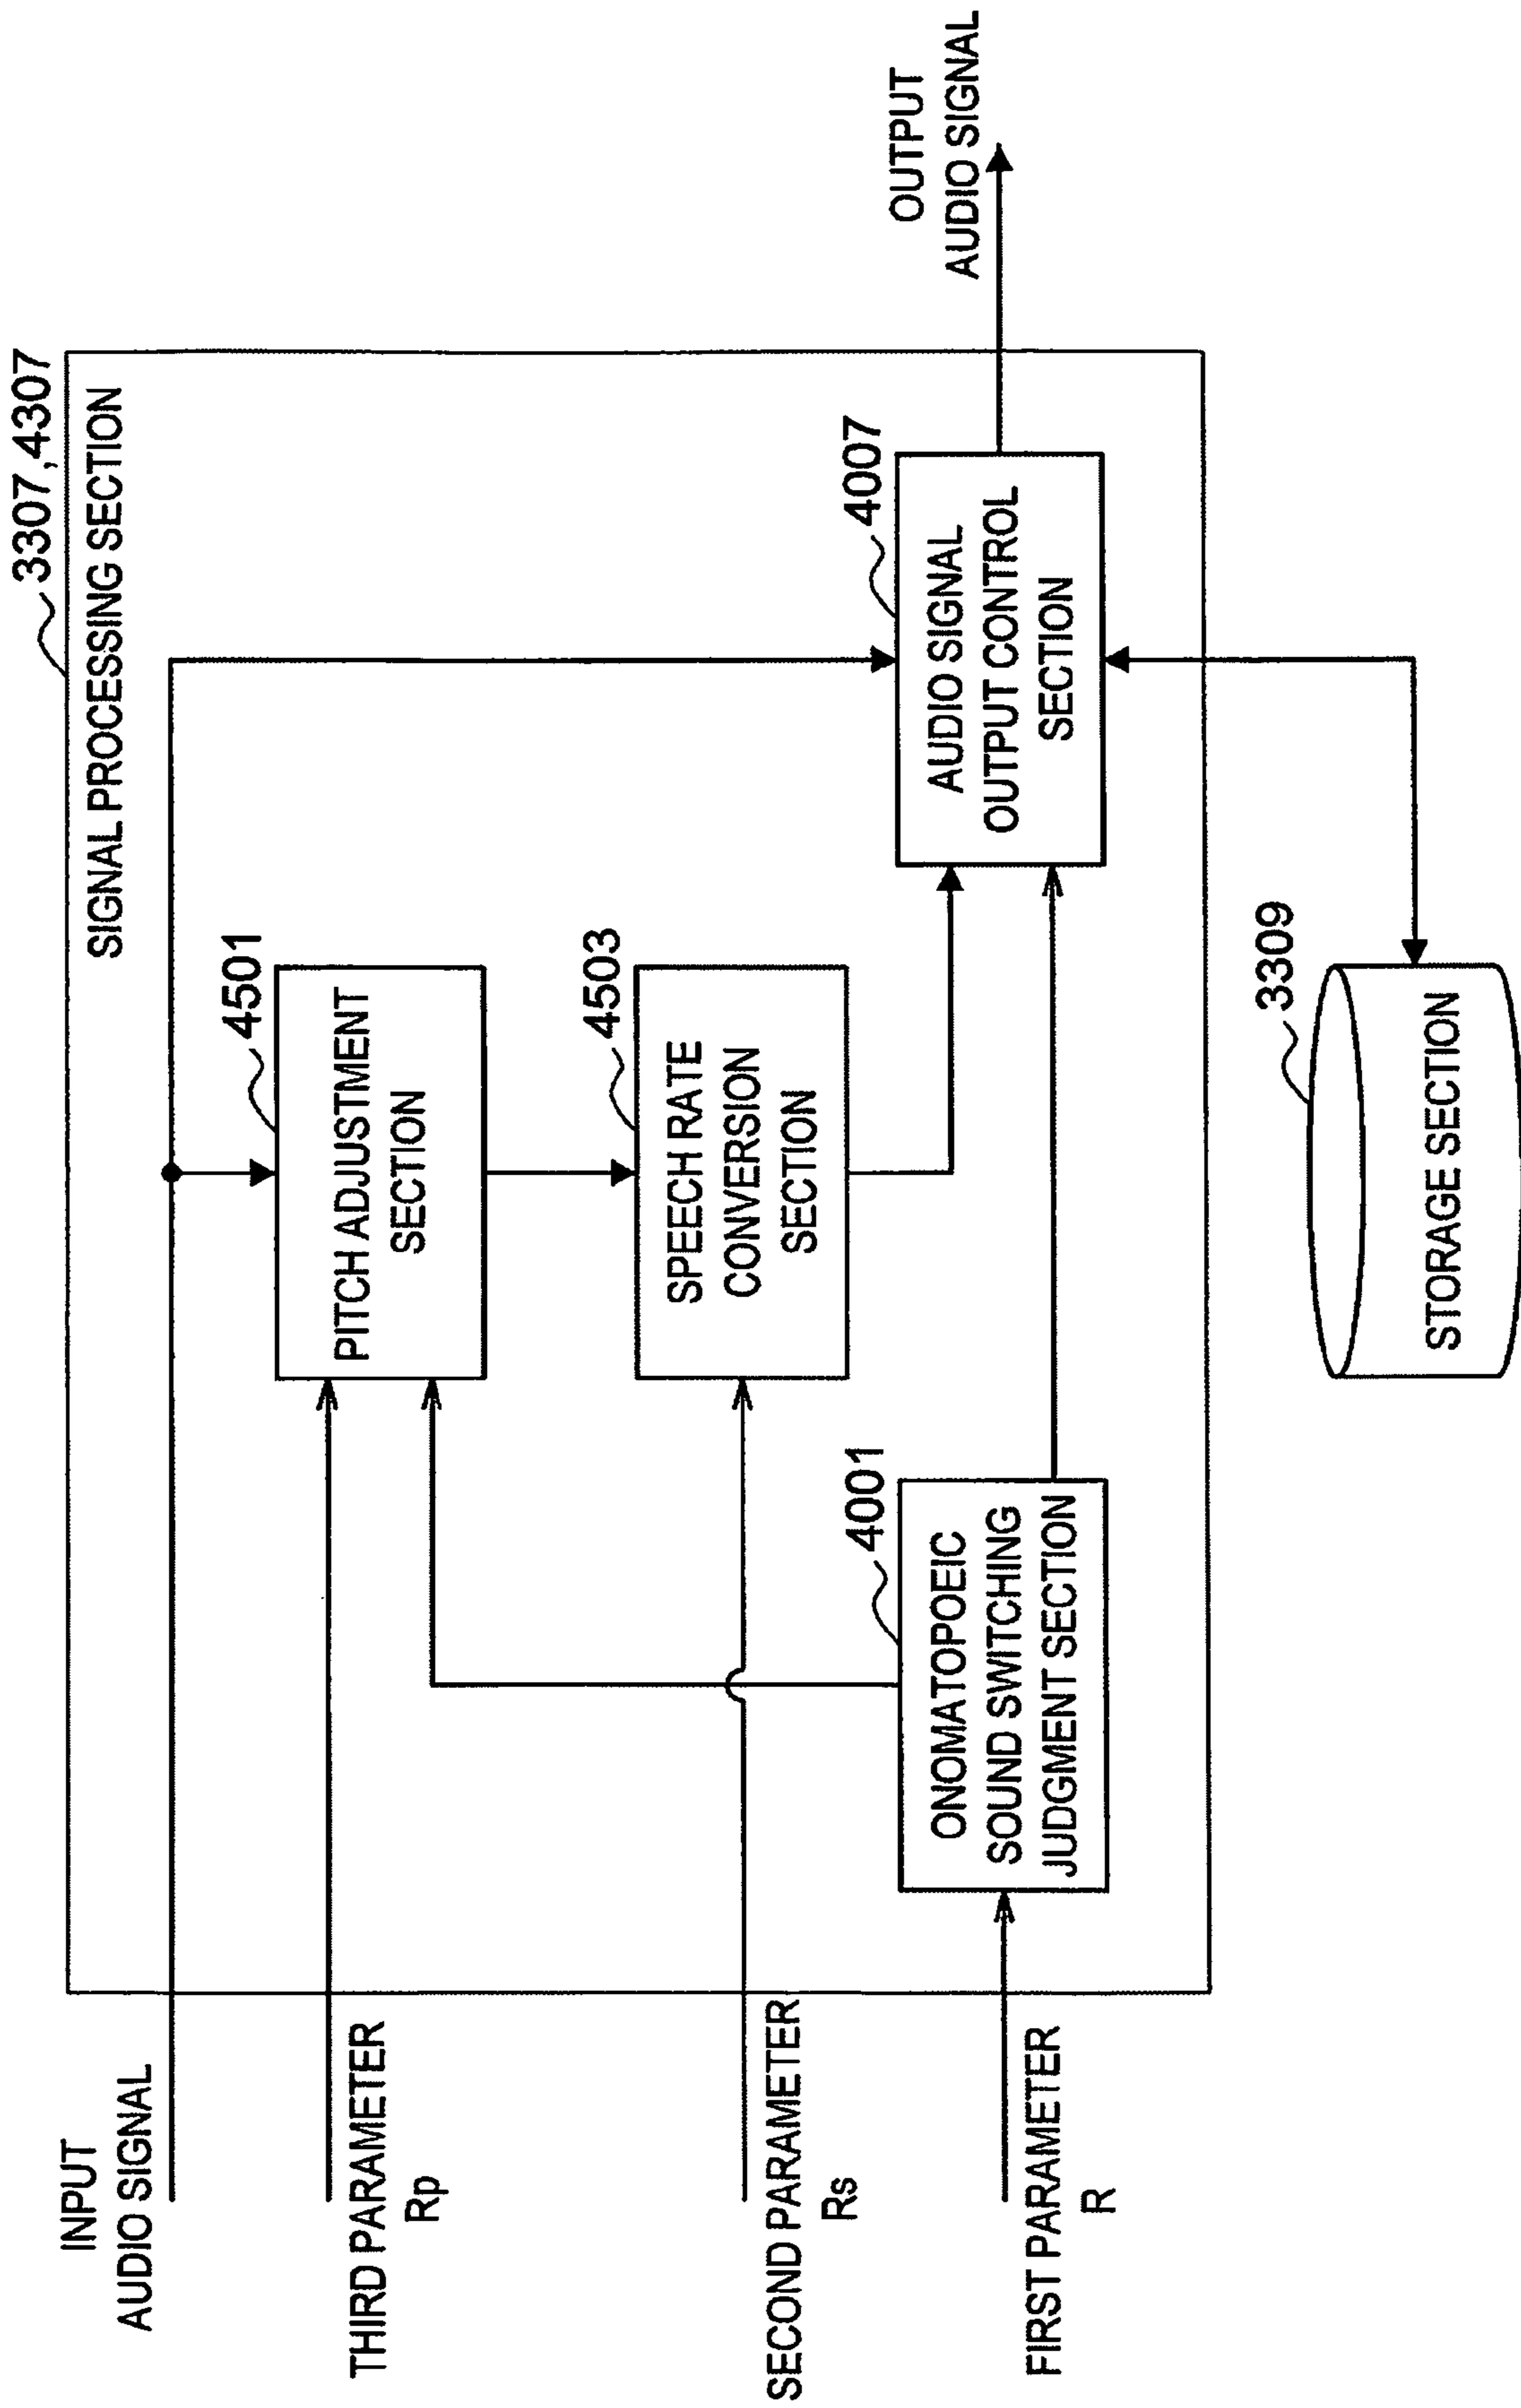 3307,4307
SIGNAL PROCESSING SECTION
INPUT
AUDIO SIGNAL
THIRD PARAMETER
Rp
SECOND PARAMETER
Rs
FIRST PARAMETER
R
4501
PITCH ADJUSTMENT
SECTION
4503
SPEECH RATE
CONVERSION
SECTION
4001
ONOMATOPOEIC
SOUND SWITCHING
JUDGMENT SECTION
4007
AUDIO SIGNAL
OUTPUT CONTROL
SECTION
OUTPUT
AUDIO SIGNAL
3309
STORAGE SECTION